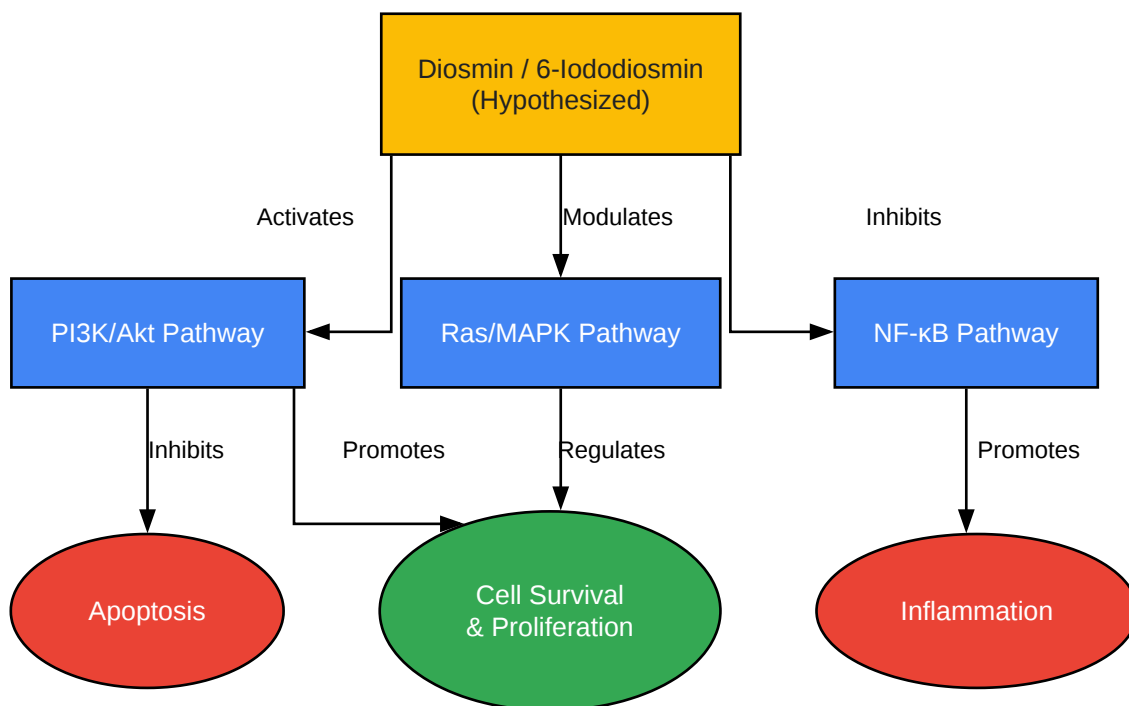 Diosmin / 6-Iododiosmin
(Hypothesized)
Activates
Modulates
Inhibits
PI3K/Akt Pathway
Ras/MAPK Pathway
NF-κB Pathway
Inhibits
Promotes
Regulates
Promotes
Apoptosis
Cell Survival
& Proliferation
Inflammation